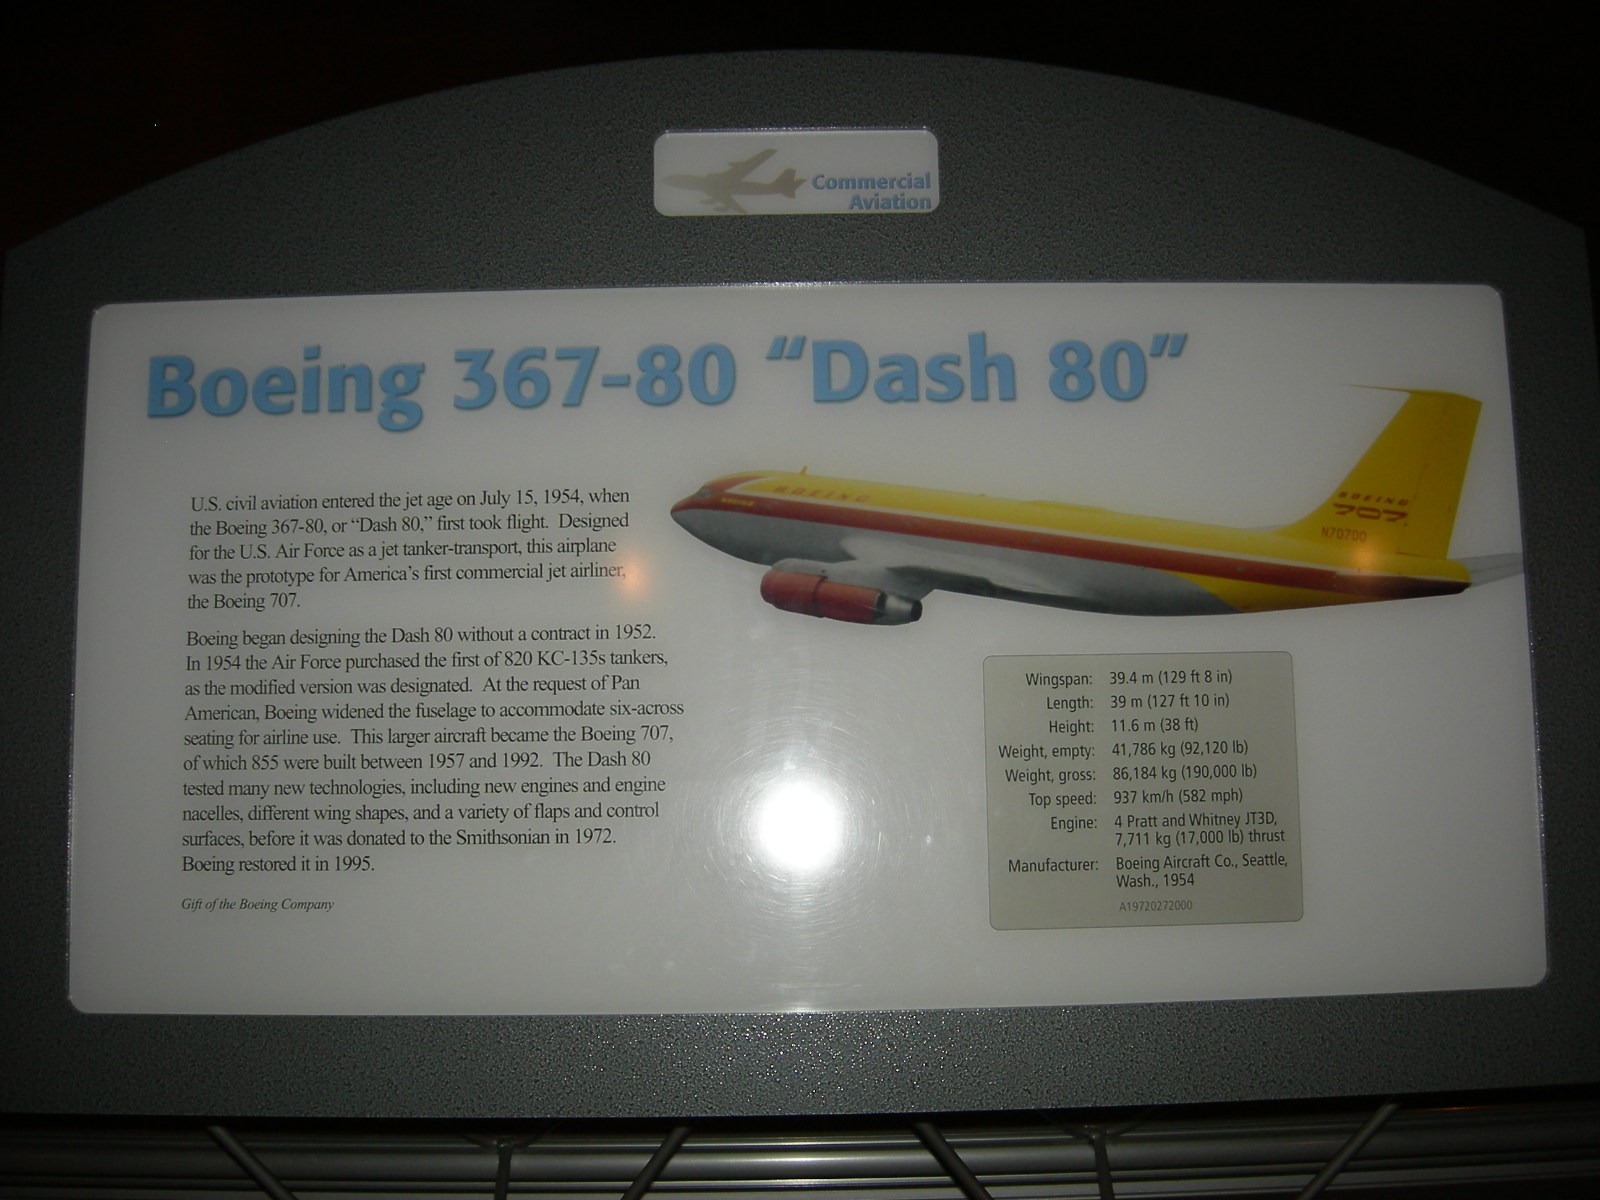 Commercial
Aviation
Boeing 367-80 “Dash 80”
U.S. civil aviation entered the jet age on July 15, 1954, when
the Boeing 367-80, or “Dash 80,” first took flight. Designed
for the U.S. Air Force as a jet tanker-transport, this airplane
was the prototype for America’s first commercial jet airliner,
the Boeing 707.
Boeing began designing the Dash 80 without a contract in 1952.
In 1954 the Air Force purchased the first of 820 KC-135s tankers,
as the modified version was designated. At the request of Pan
American, Boeing widened the fuselage to accommodate six-across
seating for airline use. This larger aircraft became the Boeing 707,
of which 855 were built between 1957 and 1992. The Dash 80
tested many new technologies, including new engines and engine
nacelles, different wing shapes, and a variety of flaps and control
surfaces, before it was donated to the Smithsonian in 1972.
Boeing restored it in 1995.
Gift of the Boeing Company
BOEING
BOEING
BOEING
707
N70700
Wingspan: 39.4 m (129 ft 8 in)
Length: 39 m (127 ft 10 in)
Height: 11.6 m (38 ft)
Weight, empty: 41,786 kg (92,120 lb)
Weight, gross: 86,184 kg (190,000 lb)
Top speed: 937 km/h (582 mph)
Engine: 4 Pratt and Whitney JT3D,
7,711 kg (17,000 lb) thrust
Manufacturer: Boeing Aircraft Co., Seattle,
Wash., 1954
A19720272000